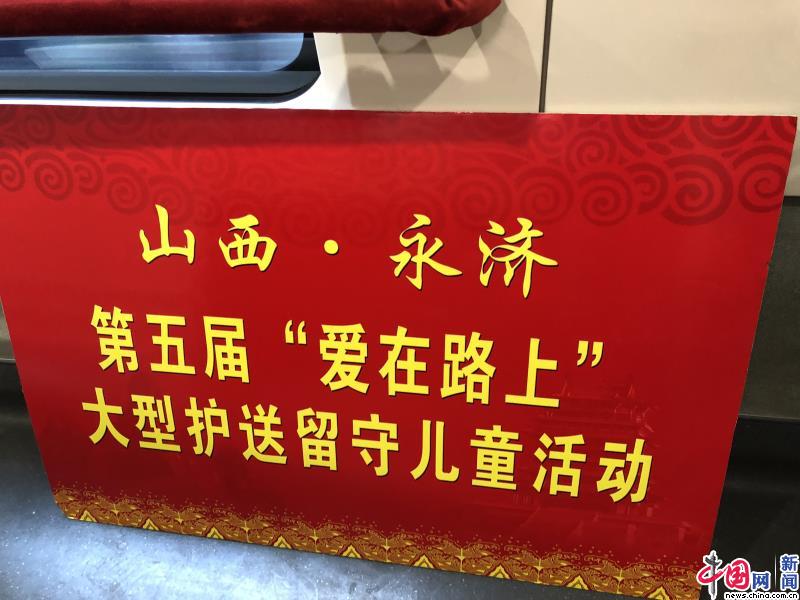 山西·永济
第五届“爱在路上”
大型护送留守儿童活动
中国网 新闻
news.china.com.cn